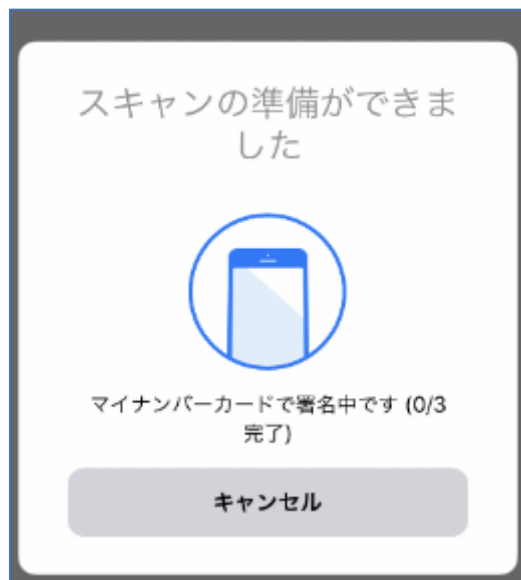 スキャンの準備ができま
した
マイナンバーカードで署名中です (0/3
完了)
キャンセル